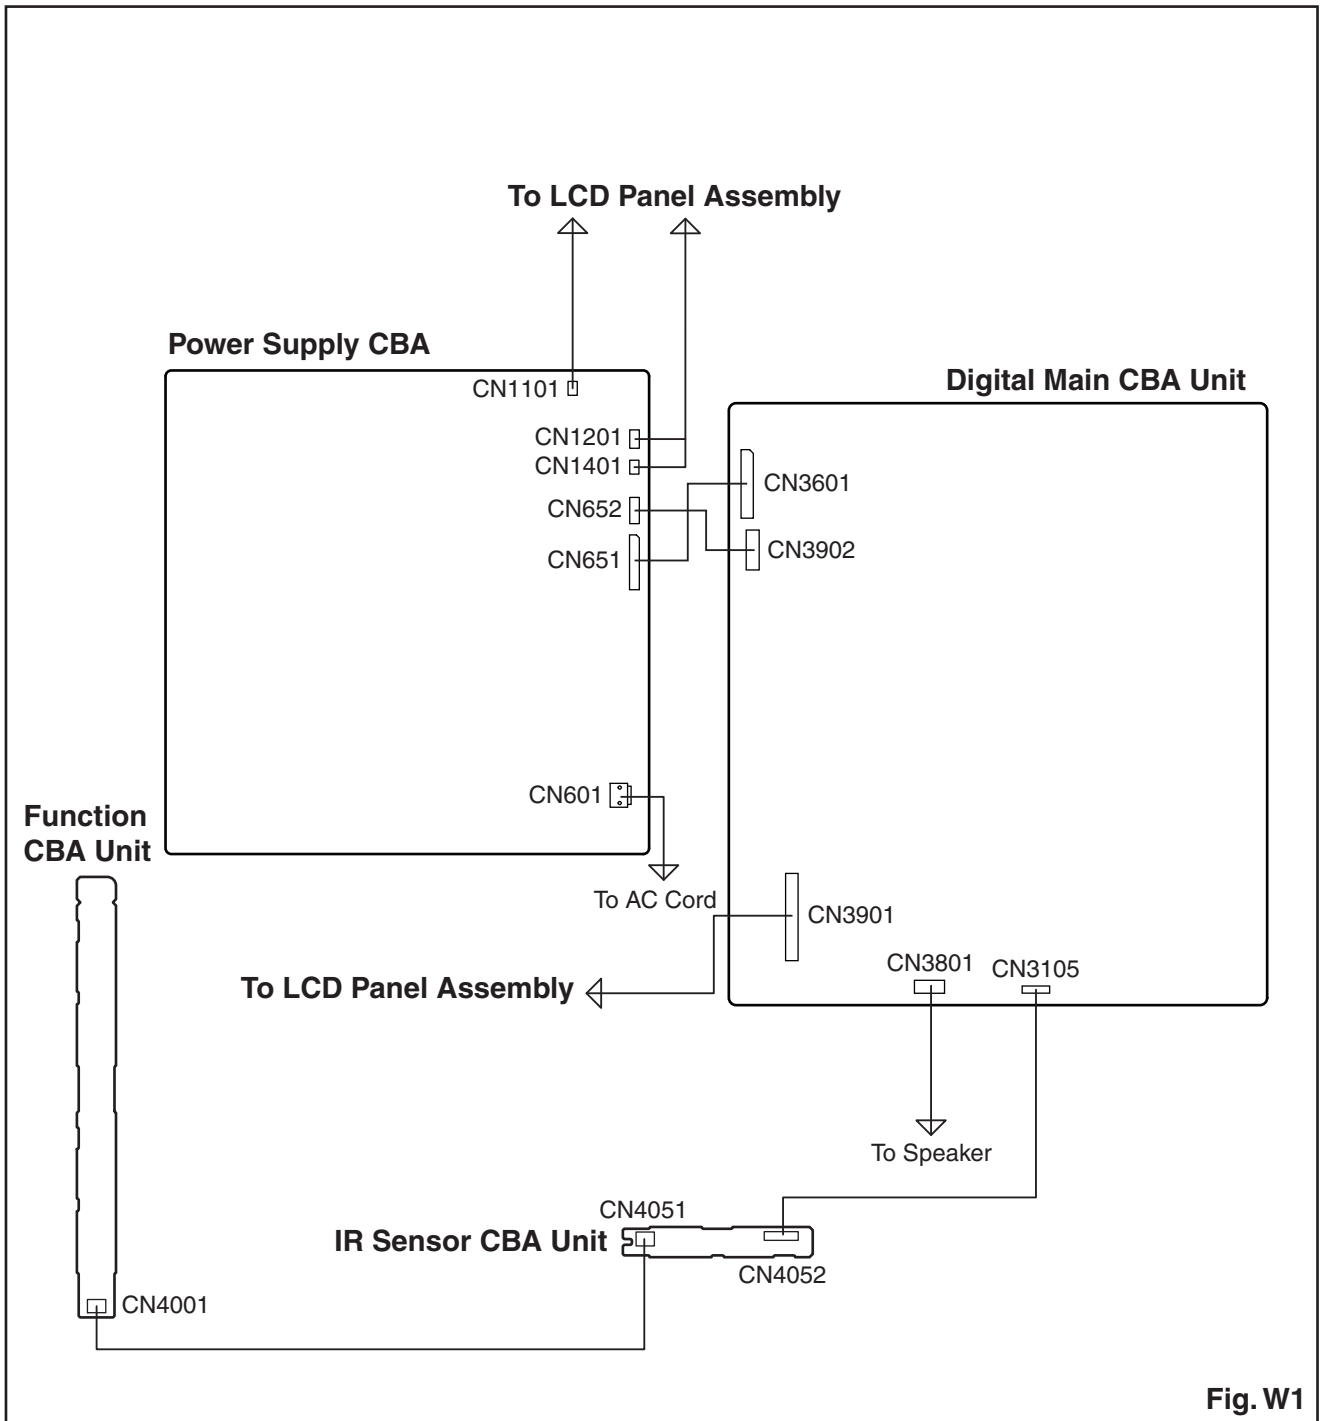 To LCD Panel Assembly
Power Supply CBA
Digital Main CBA Unit
CN1101
CN1201
CN1401
CN652
CN651
CN3601
CN3902
CN601
To AC Cord
Function
CBA Unit
CN3901
CN3801
CN3105
To LCD Panel Assembly
To Speaker
CN4051
IR Sensor CBA Unit
CN4052
CN4001
Fig. W1